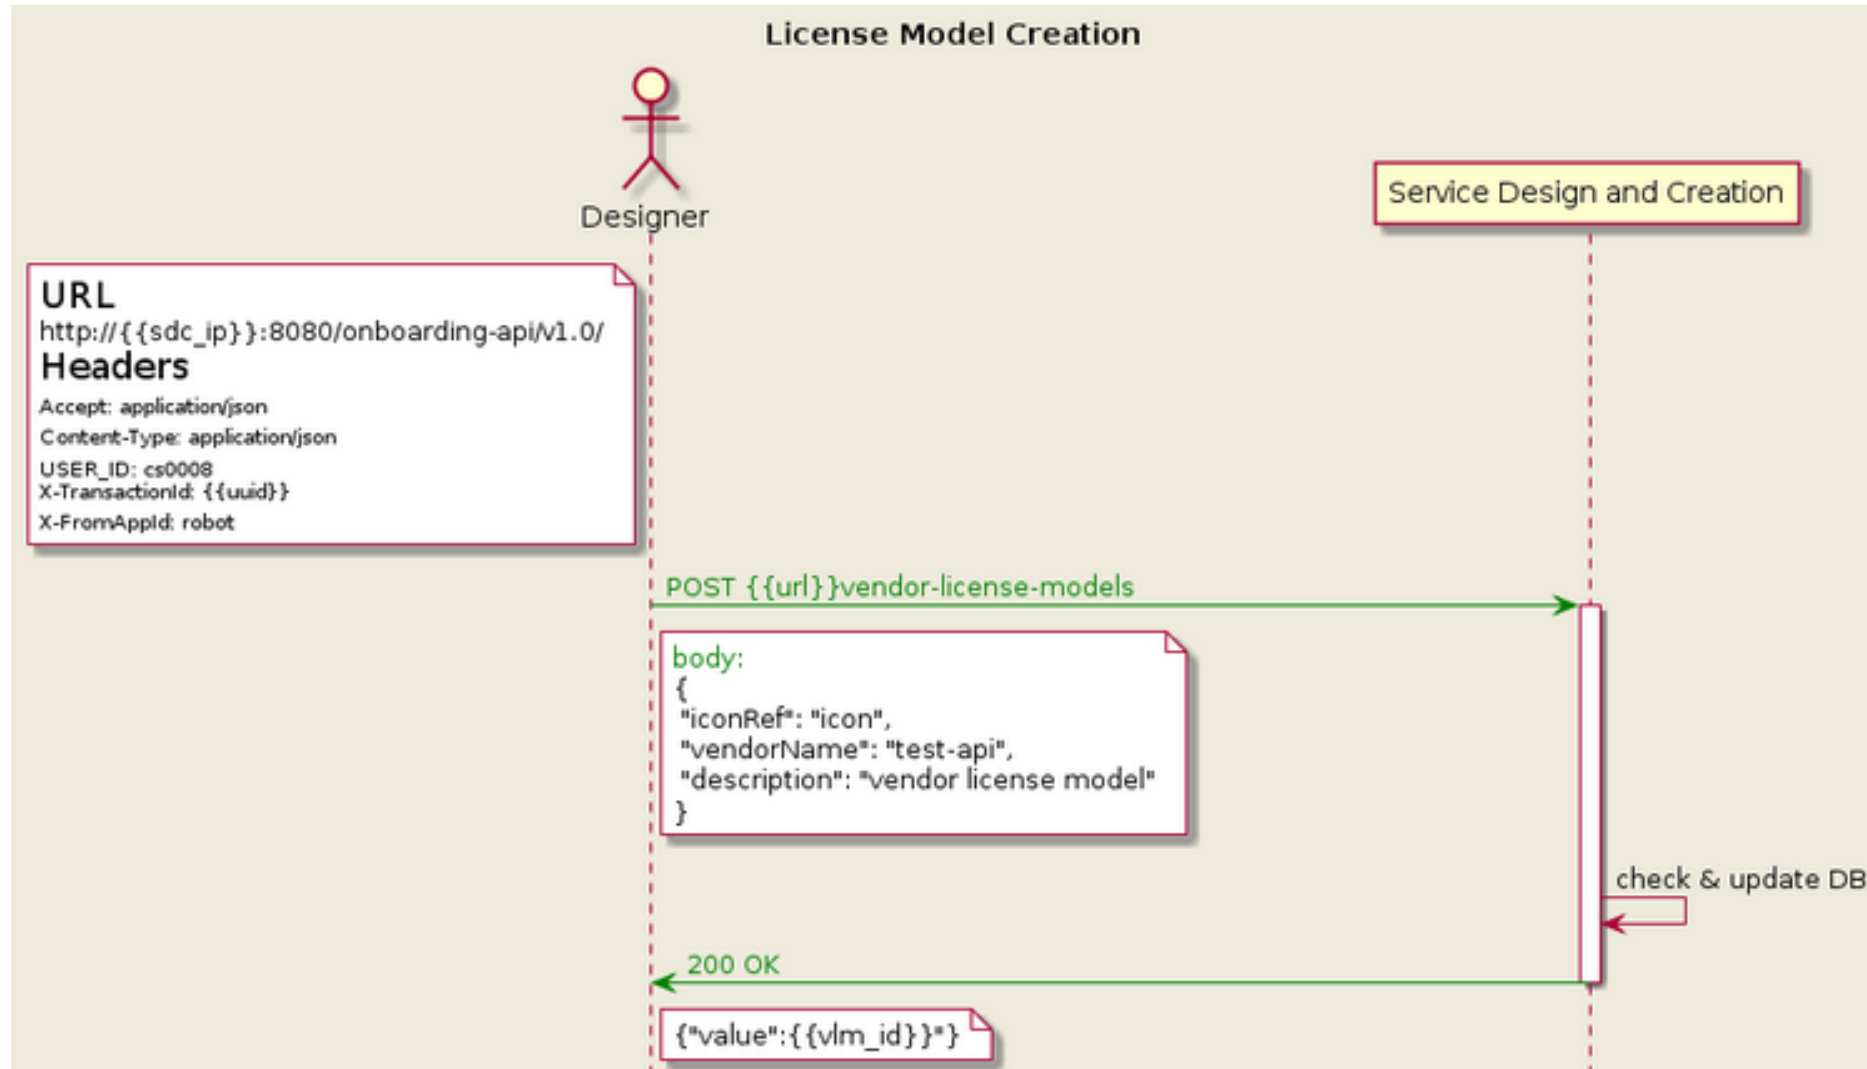 License Model Creation
Designer
Service Design and Creation
URL
http://{{sdc_ip}}:8080/onboarding-api/v1.0/
Headers
Accept: application/json
Content-Type: application/json
USER_ID: cs0008
X-TransactionId: {{uuid}}
X-FromAppId: robot
POST {{url}}vendor-license-models
body:
{
"iconRef": "icon",
"vendorName": "test-api",
"description": "vendor license model"
}
check & update DB
200 OK
{"value":{{vlm_id}}"}